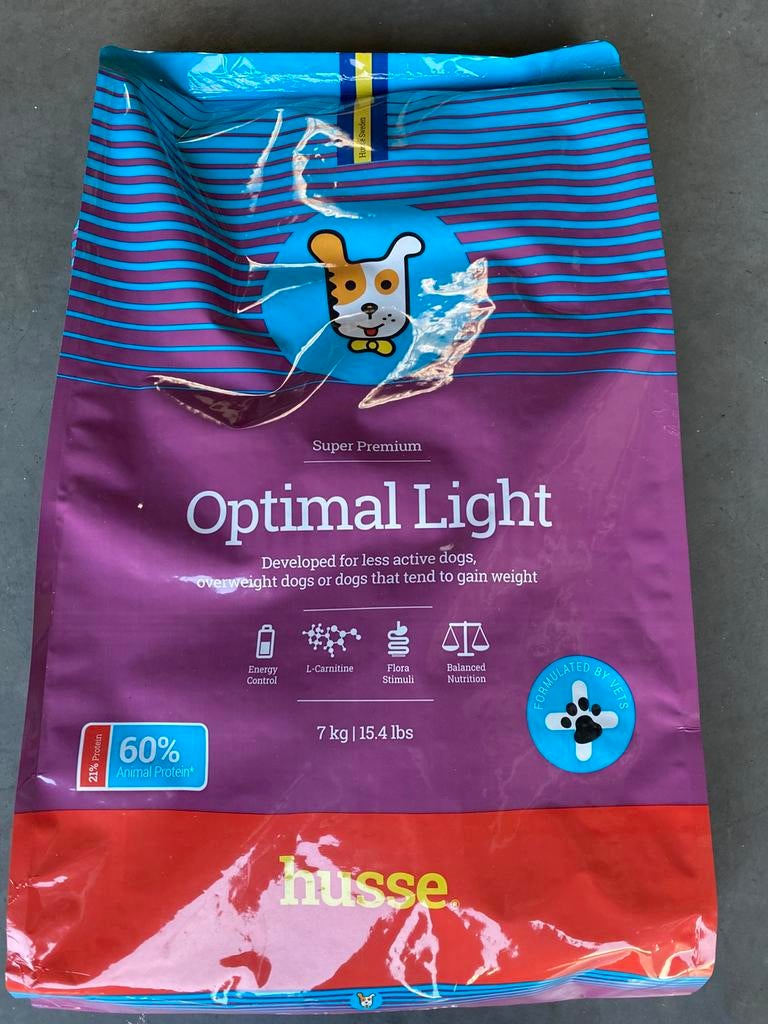 Husse Sweden
Super Premium
Optimal Light
Developed for less active dogs,
overweight dogs or dogs that tend to gain weight
Energy
Control
L-Carnitine
Flora
Stimuli
Balanced
Nutrition
FORMULATED BY VETS
7 kg | 15.4 lbs
21% Protein
60%
Animal Protein*
husse®